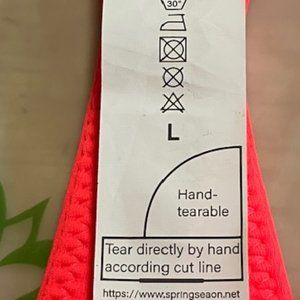 30°
L
Hand-
tearable
Tear directly by hand
according cut line
https://www.springseaon.net